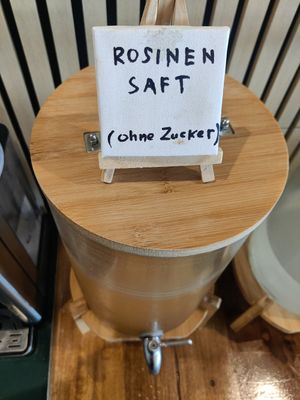 ROSINEN
SAFT
(ohne Zucker)